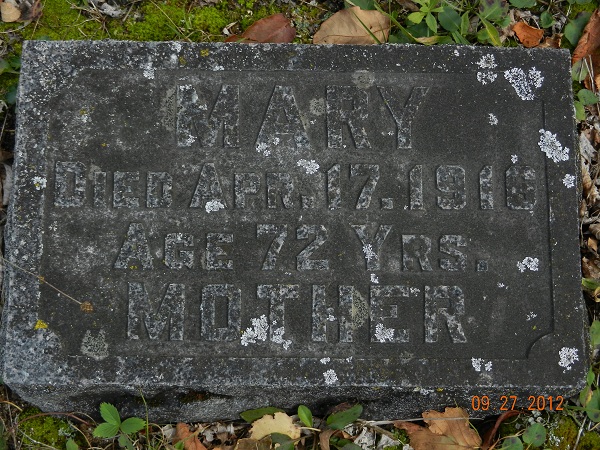 MARY
DIED APR. 17. 1916
AGE 72 YRS.
MOTHER
09.27.2012